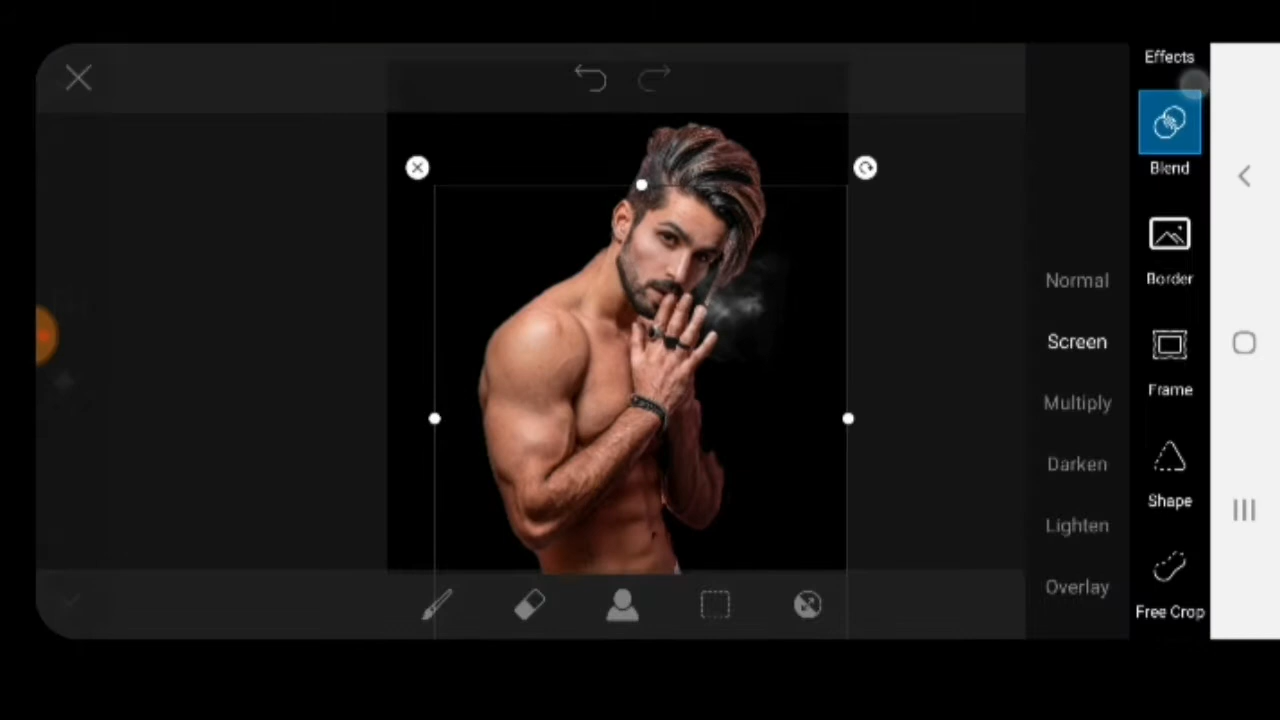 Effects
Blend
Normal
Border
Screen
Frame
Multiply
Darken
Shape
Lighten
Overlay
Free Crop